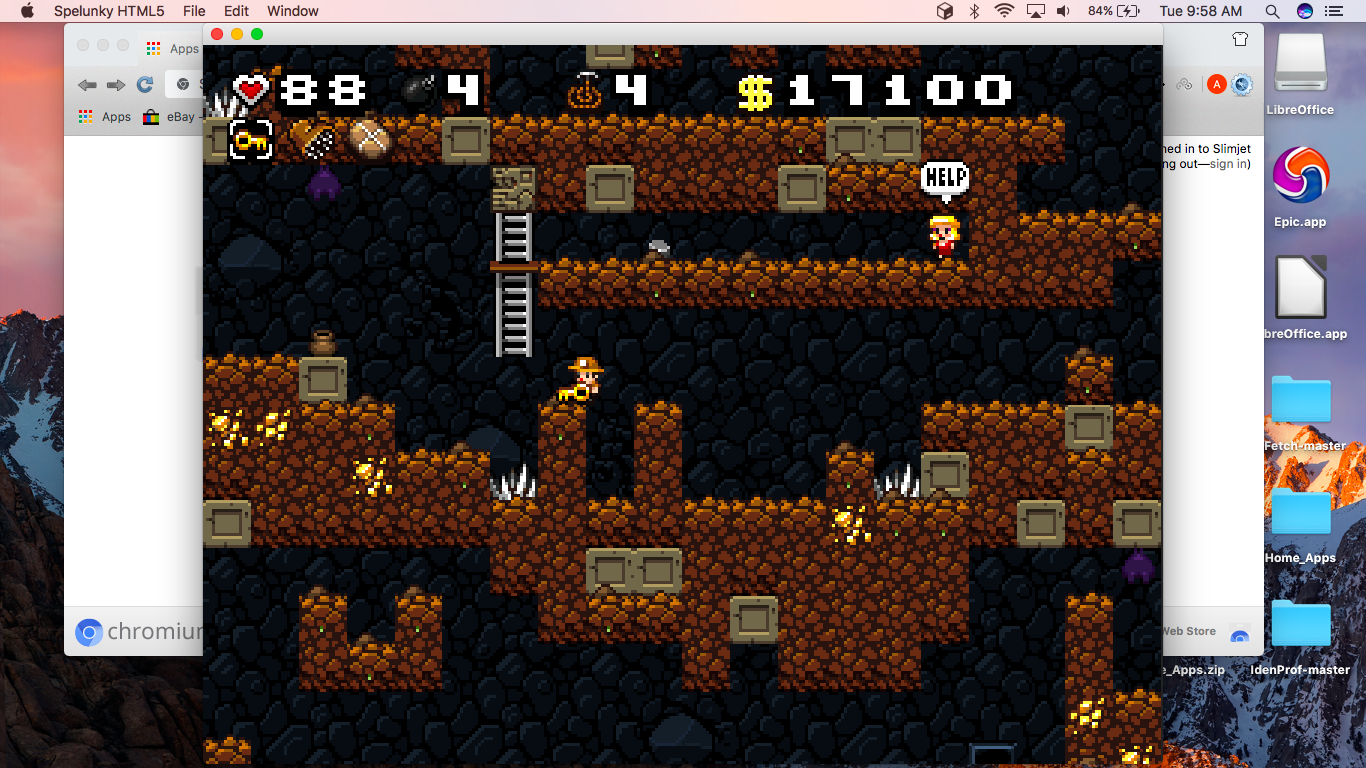 Spelunky HTML5 File Edit Window 84% Tue 9:58 AM
Apps
Apps eBay -
88 4 4 $17100
HELP
ned in to Slimjet
ng out—sign in)
A
LibreOffice
Epic.app
breOffice.app
Fetch-master
Home_Apps
chromium
Web Store
e_Apps.zip IdenProf-master